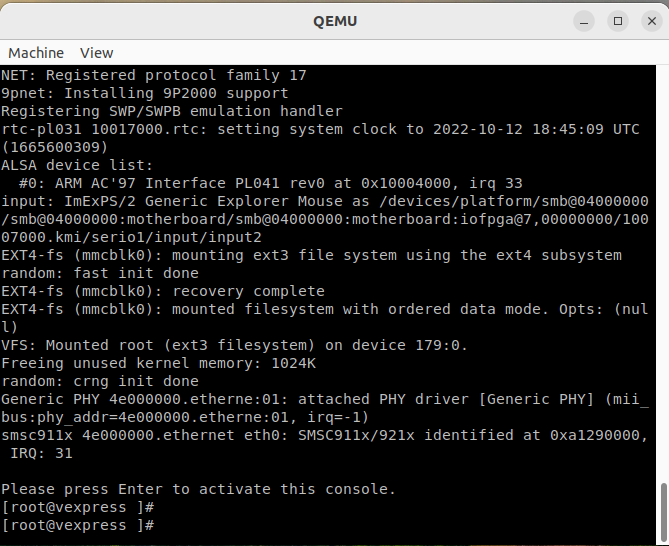 QEMU
Machine View
NET: Registered protocol family 17
9pnet: Installing 9P2000 support
Registering SWP/SWPB emulation handler
rtc-pl031 10017000.rtc: setting system clock to 2022-10-12 18:45:09 UTC
(1665600309)
ALSA device list:
  #0: ARM AC'97 Interface PL041 rev0 at 0x10004000, irq 33
input: ImExPS/2 Generic Explorer Mouse as /devices/platform/smb@04000000
/smb@04000000:motherboard/smb@04000000:motherboard:iofpga@7,00000000/100
07000.kmi/serio1/input/input2
EXT4-fs (mmcblk0): mounting ext3 file system using the ext4 subsystem
random: fast init done
EXT4-fs (mmcblk0): recovery complete
EXT4-fs (mmcblk0): mounted filesystem with ordered data mode. Opts: (nul
l)
VFS: Mounted root (ext3 filesystem) on device 179:0.
Freeing unused kernel memory: 1024K
random: crng init done
Generic PHY 4e000000.etherne:01: attached PHY driver [Generic PHY] (mii_
bus:phy_addr=4e000000.etherne:01, irq=-1)
smsc911x 4e000000.ethernet eth0: SMSC911x/921x identified at 0xa1290000,
 IRQ: 31
Please press Enter to activate this console.
[root@vexpress ]#
[root@vexpress ]#